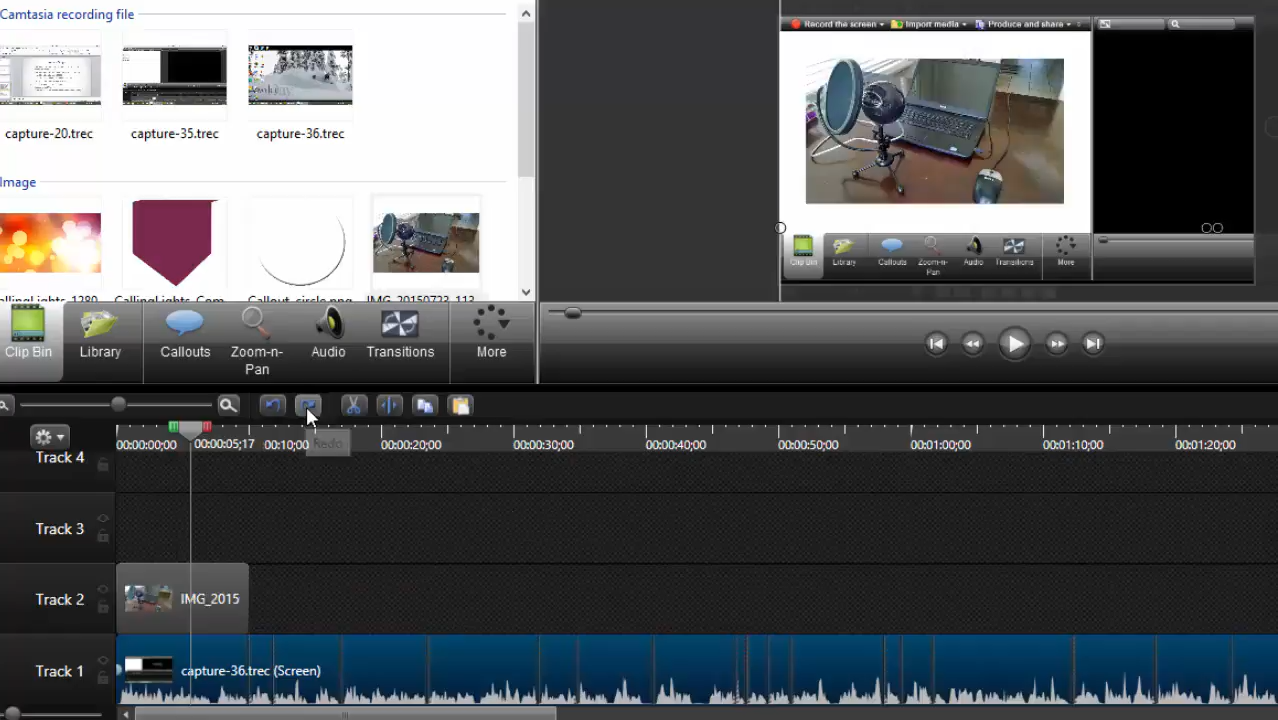 Camtasia recording file
capture-20.trec
capture-35.trec
capture-36.trec
Image
IMG_20150723_113
Record the screen
Import media
Produce and share
Clip Bin
Library
Callouts
Zoom-n-
Pan
Audio
Transitions
More
Clip Bin
Library
Callouts
Zoom-n-
Pan
Audio
Transitions
More
Redo
00:00:00;00
00:00:05;17
00:10;00
00:00:20;00
00:00:30;00
00:00:40;00
00:00:50;00
00:01:00;00
00:01:10;00
00:01:20;00
Track 4
Track 3
Track 2
IMG_2015
Track 1
capture-36.trec (Screen)